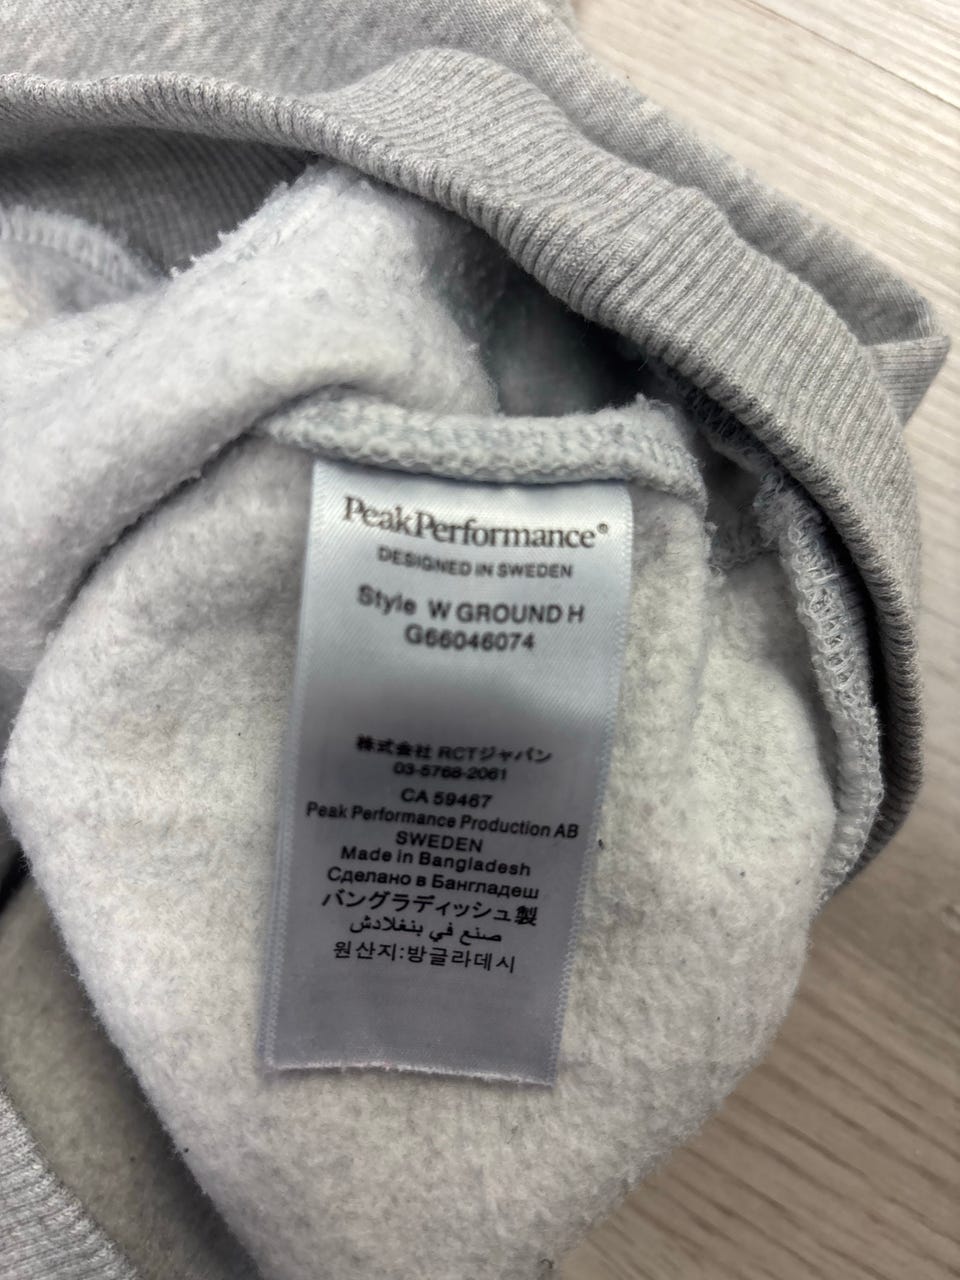 PeakPerformance®
DESIGNED IN SWEDEN
Style W GROUND H
G66046074
株式会社 RCTジャパン
03-5766-2061
CA 59467
Peak Performance Production AB
SWEDEN
Made in Bangladesh
Сделано в Бангладеш
バングラディッシュ製
صنع في بنغلادش
원산지:방글라데시